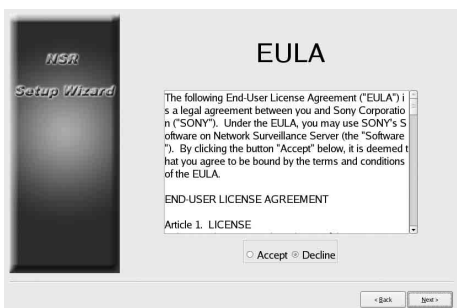 NSR
Setup Wizard
EULA
The following End-User License Agreement ("EULA") i
s a legal agreement between you and Sony Corporatio
n ("SONY").  Under the EULA, you may use SONY's S
oftware on Network Surveillance Server (the "Software
").  By clicking the button "Accept" below, it is deemed t
hat you agree to be bound by the terms and conditions
of the EULA.
END-USER LICENSE AGREEMENT
Article 1.  LICENSE
Accept
Decline
< Back
Next >